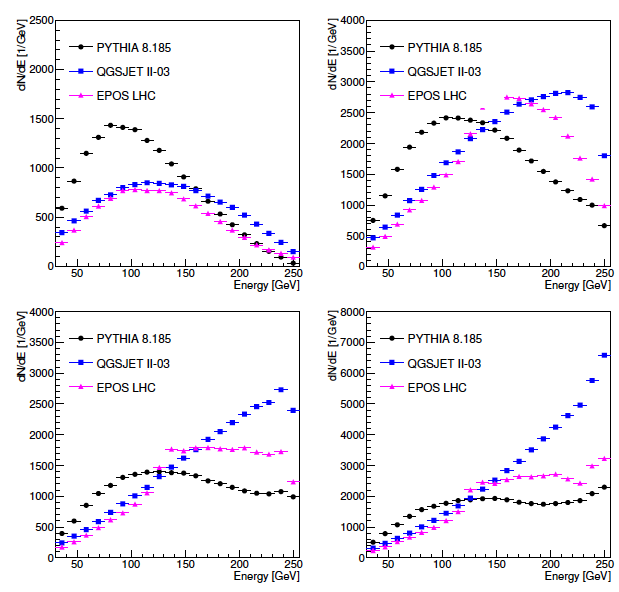 dN/dE [1/GeV]
2500
2000
1500
1000
500
0
PYTHIA 8.185
QGSJET II-03
EPOS LHC
50 100 150 200 250
Energy [GeV]
dN/dE [1/GeV]
4000
3500
3000
2500
2000
1500
1000
500
0
PYTHIA 8.185
QGSJET II-03
EPOS LHC
50 100 150 200 250
Energy [GeV]
dN/dE [1/GeV]
4000
3500
3000
2500
2000
1500
1000
500
0
PYTHIA 8.185
QGSJET II-03
EPOS LHC
50 100 150 200 250
Energy [GeV]
dN/dE [1/GeV]
8000
7000
6000
5000
4000
3000
2000
1000
0
PYTHIA 8.185
QGSJET II-03
EPOS LHC
50 100 150 200 250
Energy [GeV]